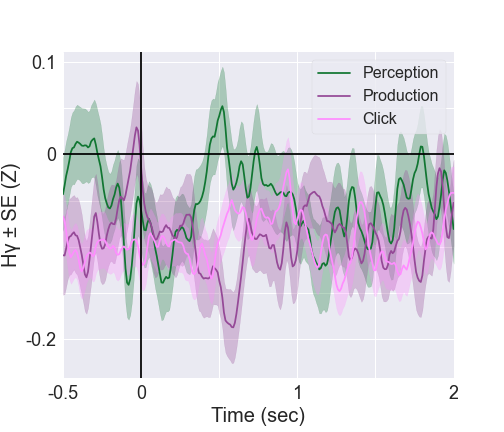 0.1
Perception
Production
Click
0
Hγ ± SE (Z)
-0.2
-0.5 0 1 2
Time (sec)